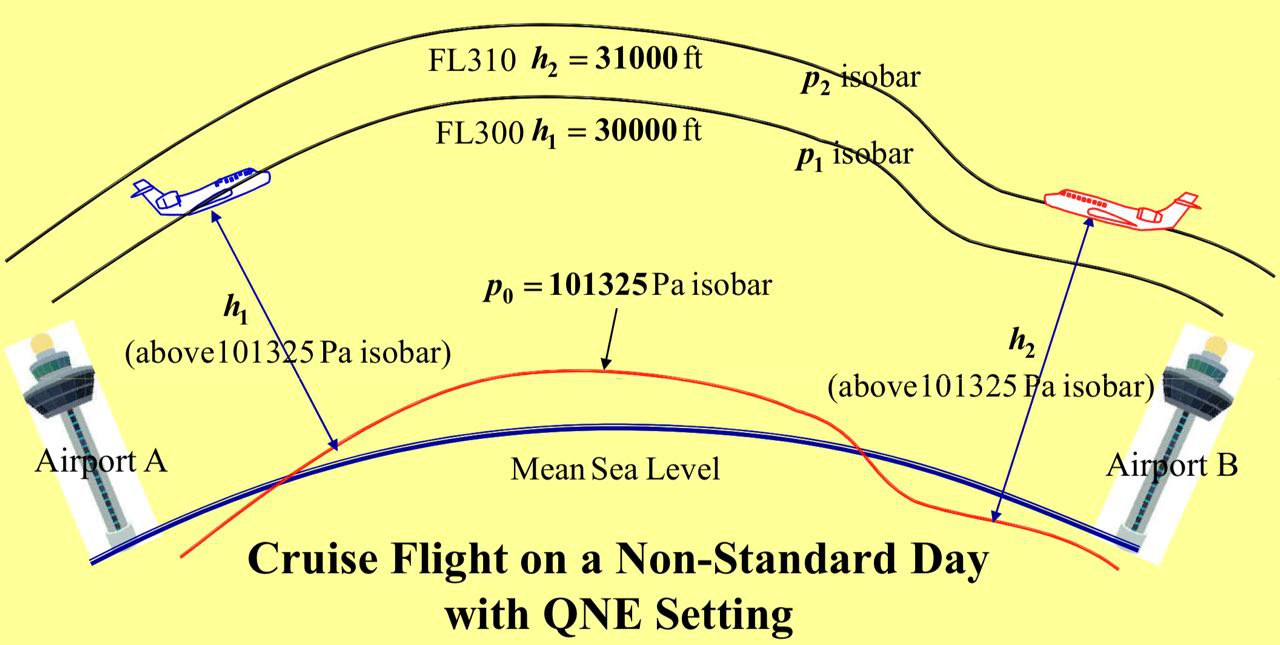 FL310 h₂ = 31000 ft
p₂ isobar
FL300 h₁ = 30000 ft
p₁ isobar
p₀ = 101325 Pa isobar
h₁
(above101325 Pa isobar)
h₂
(above101325 Pa isobar)
Airport A
Mean Sea Level
Airport B
Cruise Flight on a Non-Standard Day
with QNE Setting